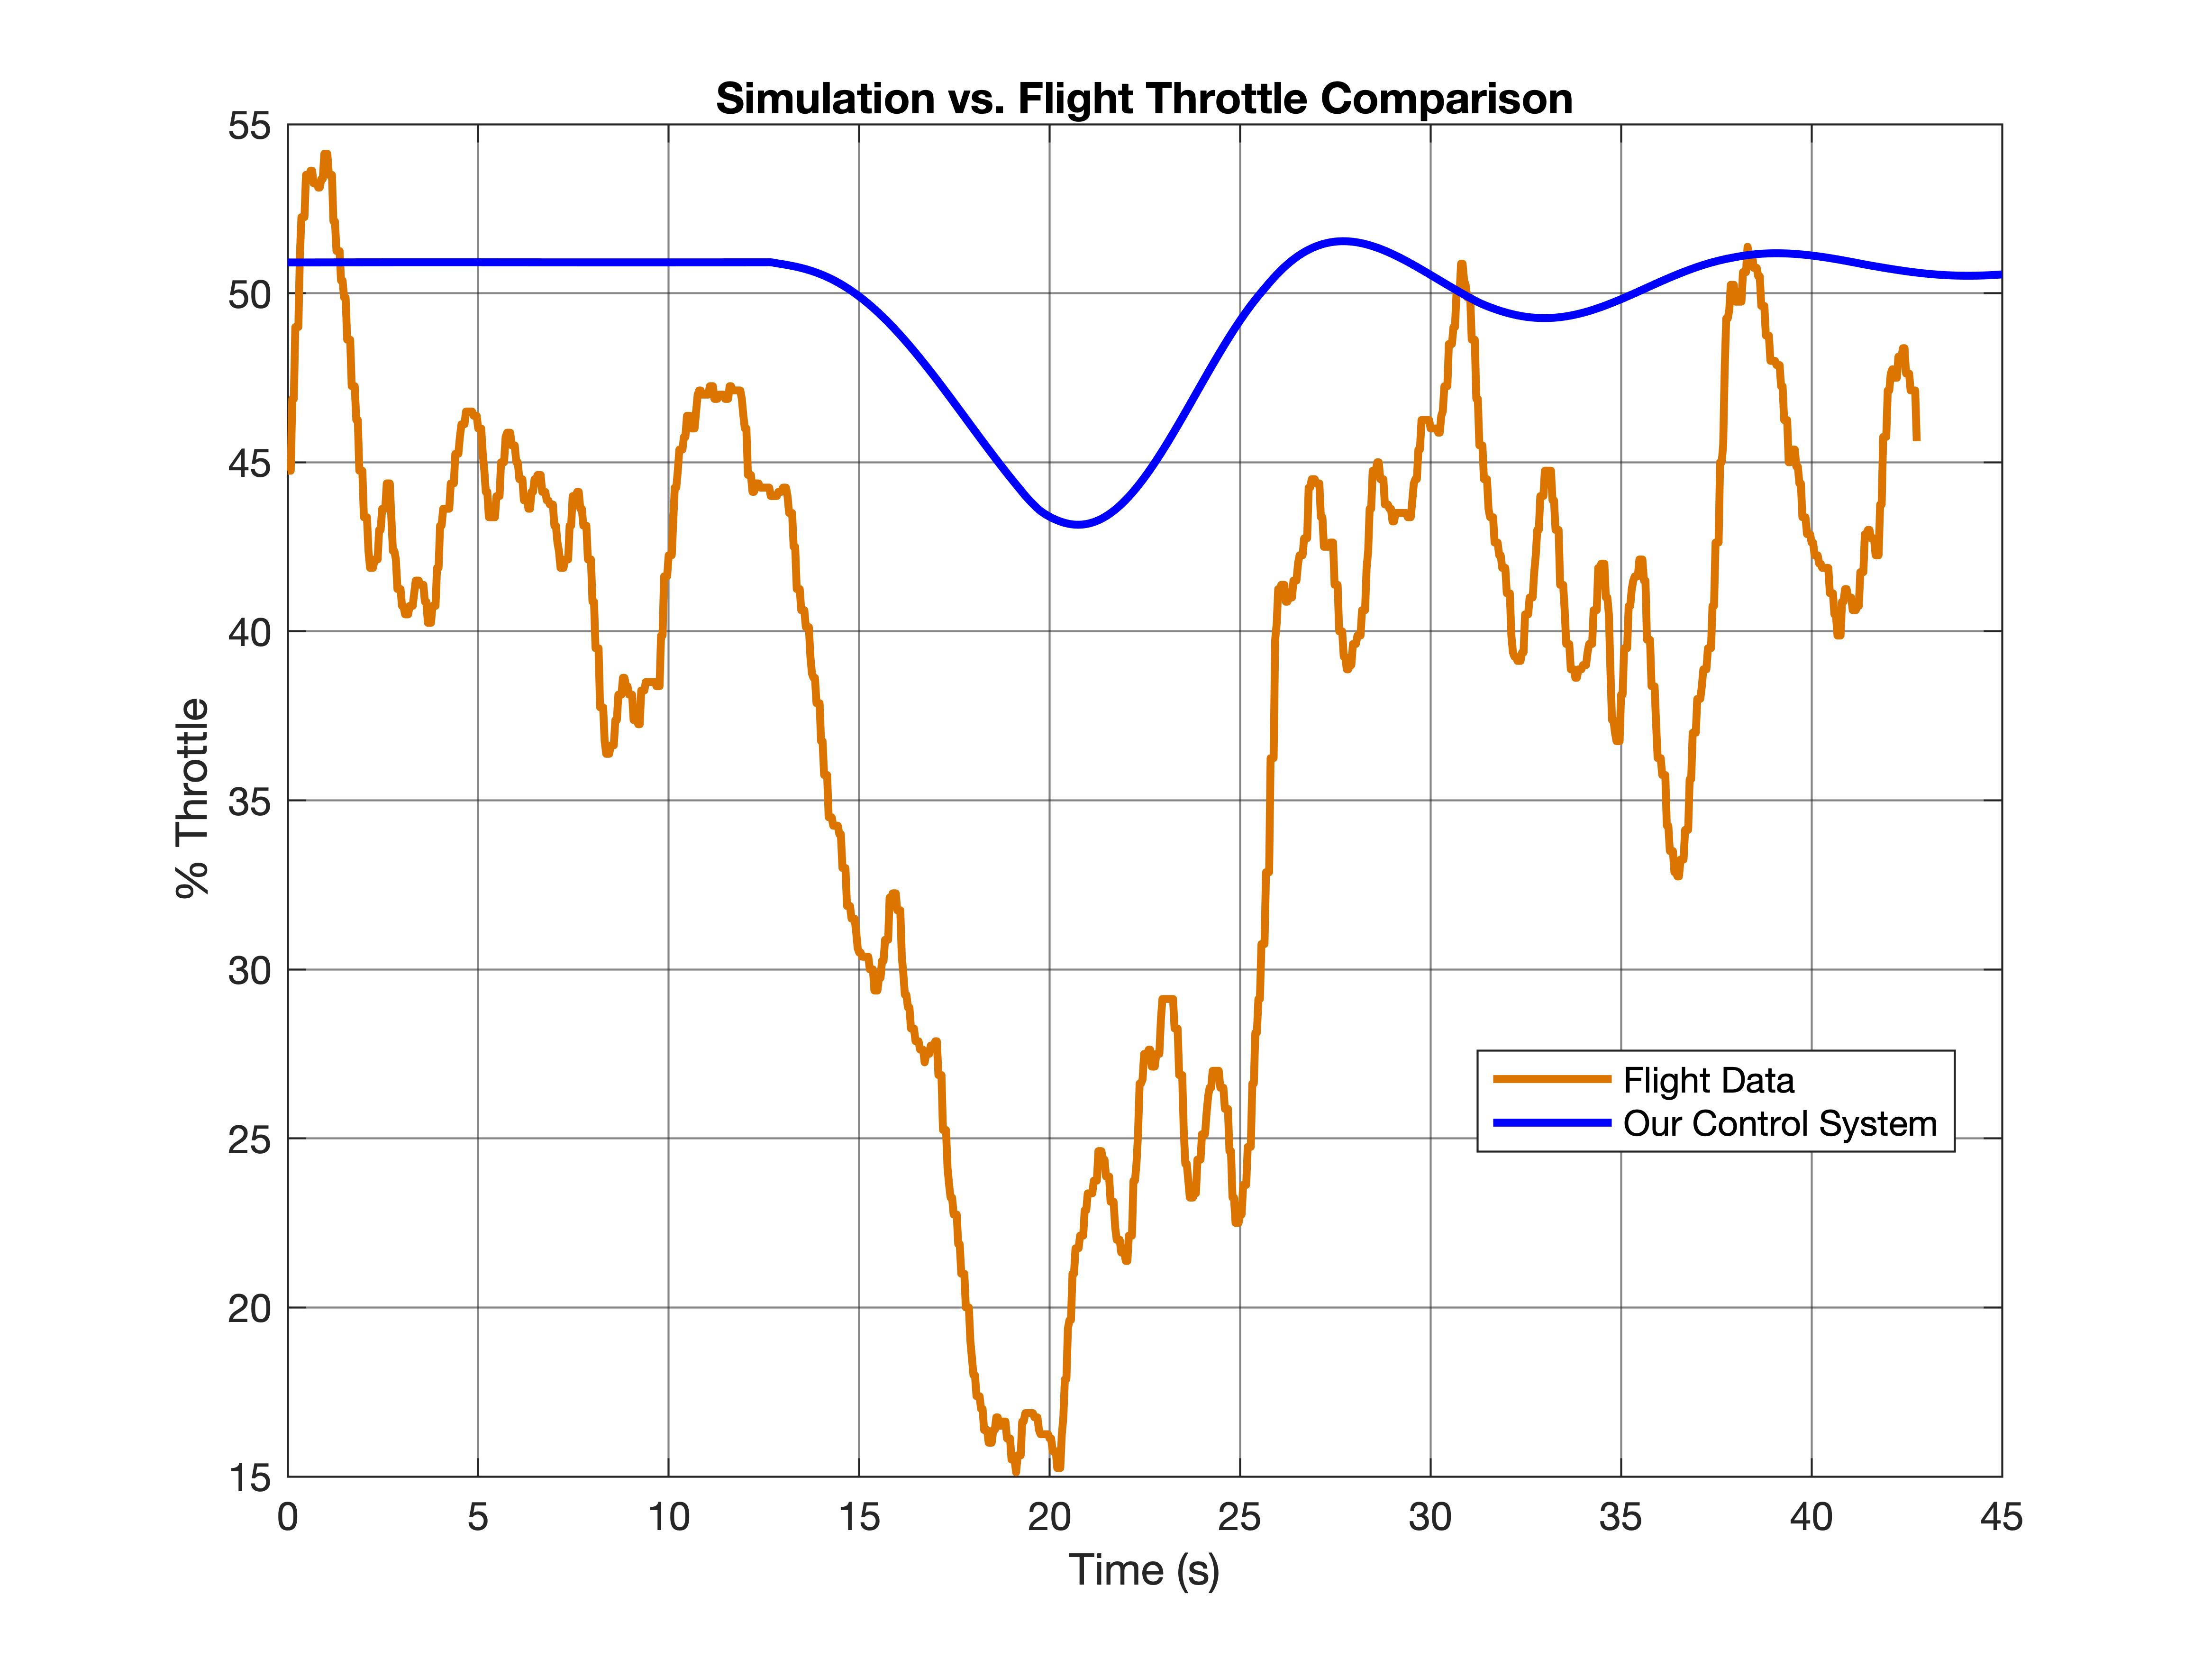 Simulation vs. Flight Throttle Comparison
55
50
45
40
35
30
25
20
15
% Throttle
Flight Data
Our Control System
0 5 10 15 20 25 30 35 40 45
Time (s)